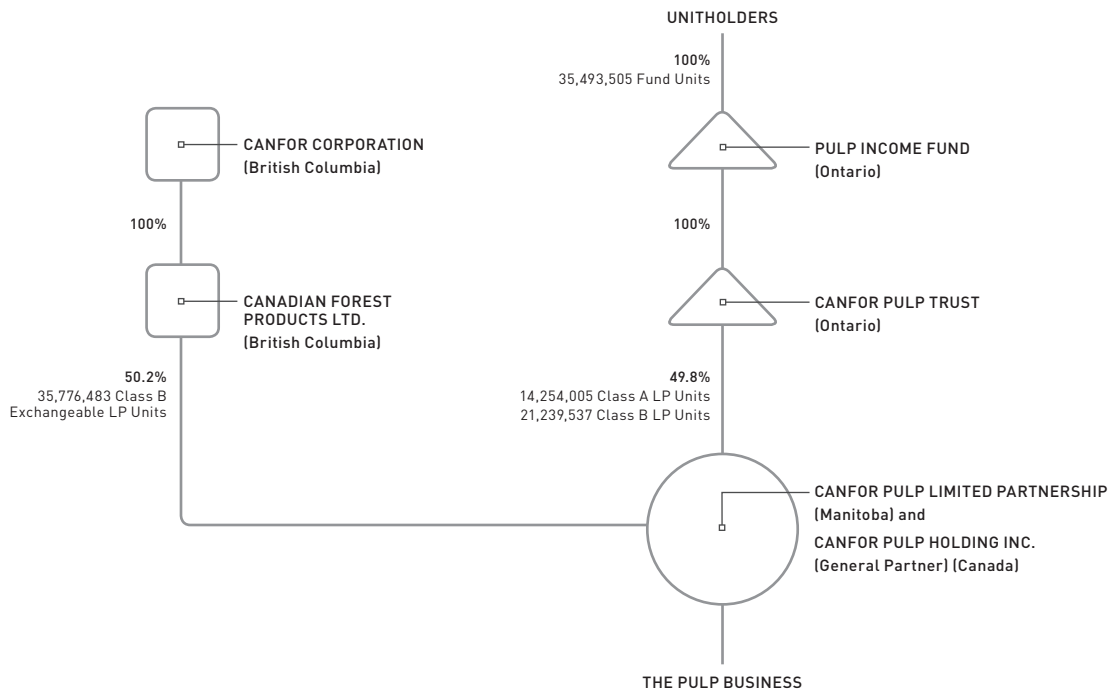 UNITHOLDERS
100%
35,493,505 Fund Units
CANFOR CORPORATION
(British Columbia)
PULP INCOME FUND
(Ontario)
100%
100%
CANADIAN FOREST
PRODUCTS LTD.
(British Columbia)
CANFOR PULP TRUST
(Ontario)
50.2%
35,776,483 Class B
Exchangeable LP Units
49.8%
14,254,005 Class A LP Units
21,239,537 Class B LP Units
CANFOR PULP LIMITED PARTNERSHIP
(Manitoba) and
CANFOR PULP HOLDING INC.
(General Partner) (Canada)
THE PULP BUSINESS